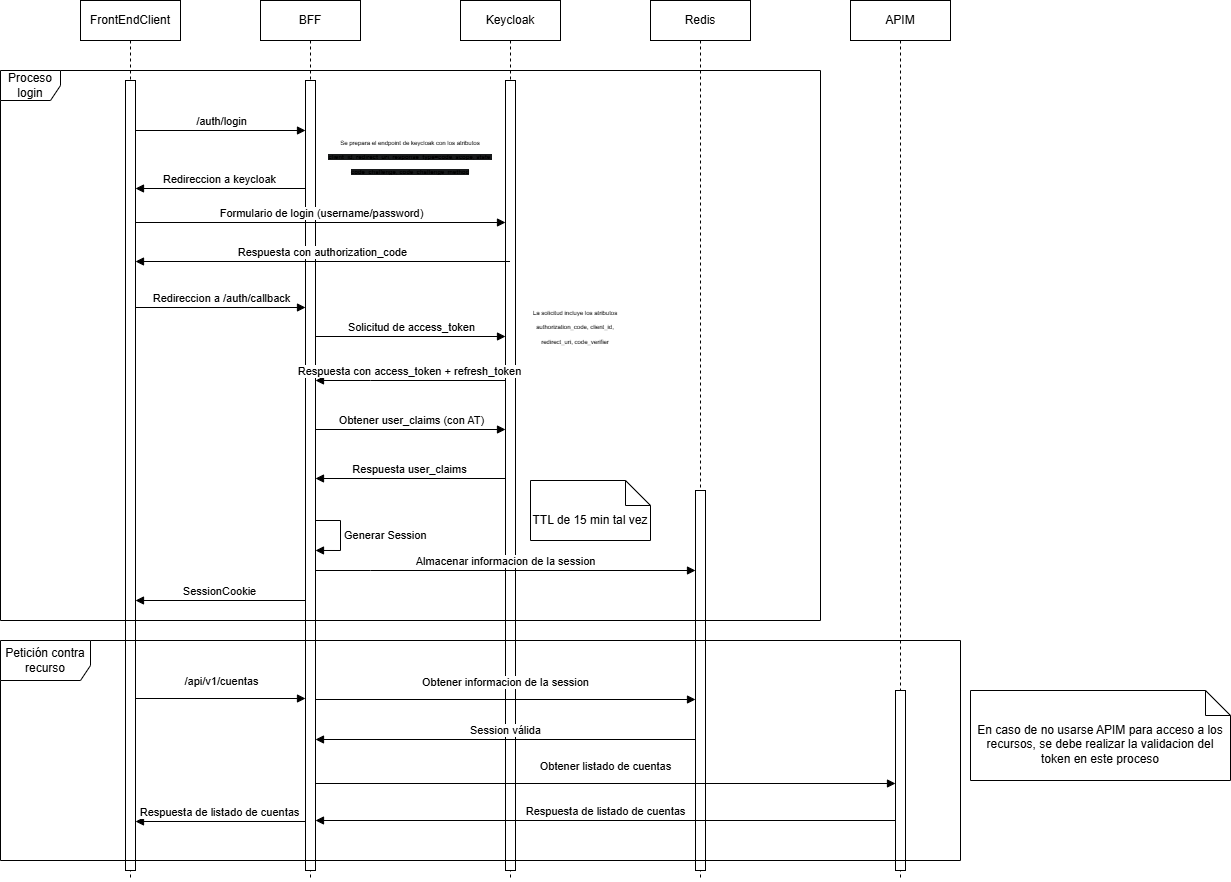 FrontEndClient
BFF
Keycloak
Redis
APIM
Proceso
login
/auth/login
Se prepara el endpoint de keycloak con los atributos
Redireccion a keycloak
Formulario de login (username/password)
Respuesta con authorization_code
Redireccion a /auth/callback
La solicitud incluye los atributos
authorization_code, client_id,
redirect_uri, code_verifier
Solicitud de access_token
Respuesta con access_token + refresh_token
Obtener user_claims (con AT)
Respuesta user_claims
TTL de 15 min tal vez
Generar Session
Almacenar informacion de la session
SessionCookie
Petición contra
recurso
/api/v1/cuentas
Obtener informacion de la session
Session válida
En caso de no usarse APIM para acceso a los
recursos, se debe realizar la validacion del
token en este proceso
Obtener listado de cuentas
Respuesta de listado de cuentas
Respuesta de listado de cuentas